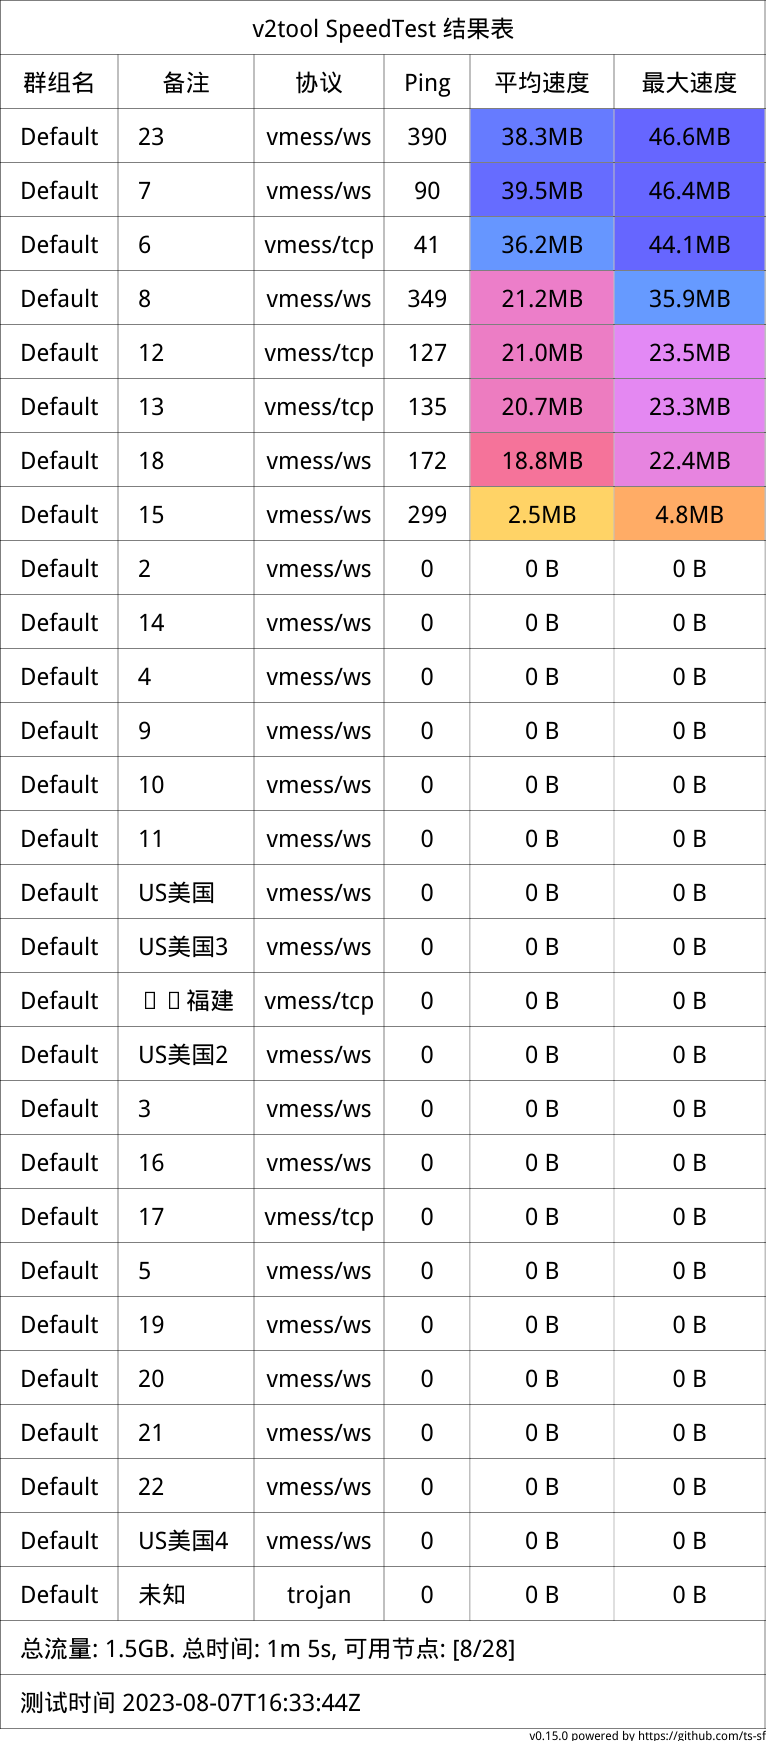 v2tool SpeedTest 结果表
群组名 备注 协议 Ping 平均速度 最大速度
Default 23 vmess/ws 390 38.3MB 46.6MB
Default 7 vmess/ws 90 39.5MB 46.4MB
Default 6 vmess/tcp 41 36.2MB 44.1MB
Default 8 vmess/ws 349 21.2MB 35.9MB
Default 12 vmess/tcp 127 21.0MB 23.5MB
Default 13 vmess/tcp 135 20.7MB 23.3MB
Default 18 vmess/ws 172 18.8MB 22.4MB
Default 15 vmess/ws 299 2.5MB 4.8MB
Default 2 vmess/ws 0 0 B 0 B
Default 14 vmess/ws 0 0 B 0 B
Default 4 vmess/ws 0 0 B 0 B
Default 9 vmess/ws 0 0 B 0 B
Default 10 vmess/ws 0 0 B 0 B
Default 11 vmess/ws 0 0 B 0 B
Default US美国 vmess/ws 0 0 B 0 B
Default US美国3 vmess/ws 0 0 B 0 B
Default 福建 vmess/tcp 0 0 B 0 B
Default US美国2 vmess/ws 0 0 B 0 B
Default 3 vmess/ws 0 0 B 0 B
Default 16 vmess/ws 0 0 B 0 B
Default 17 vmess/tcp 0 0 B 0 B
Default 5 vmess/ws 0 0 B 0 B
Default 19 vmess/ws 0 0 B 0 B
Default 20 vmess/ws 0 0 B 0 B
Default 21 vmess/ws 0 0 B 0 B
Default 22 vmess/ws 0 0 B 0 B
Default US美国4 vmess/ws 0 0 B 0 B
Default 未知 trojan 0 0 B 0 B
总流量: 1.5GB. 总时间: 1m 5s, 可用节点: [8/28]
测试时间 2023-08-07T16:33:44Z
v0.15.0 powered by https://github.com/ts-sf